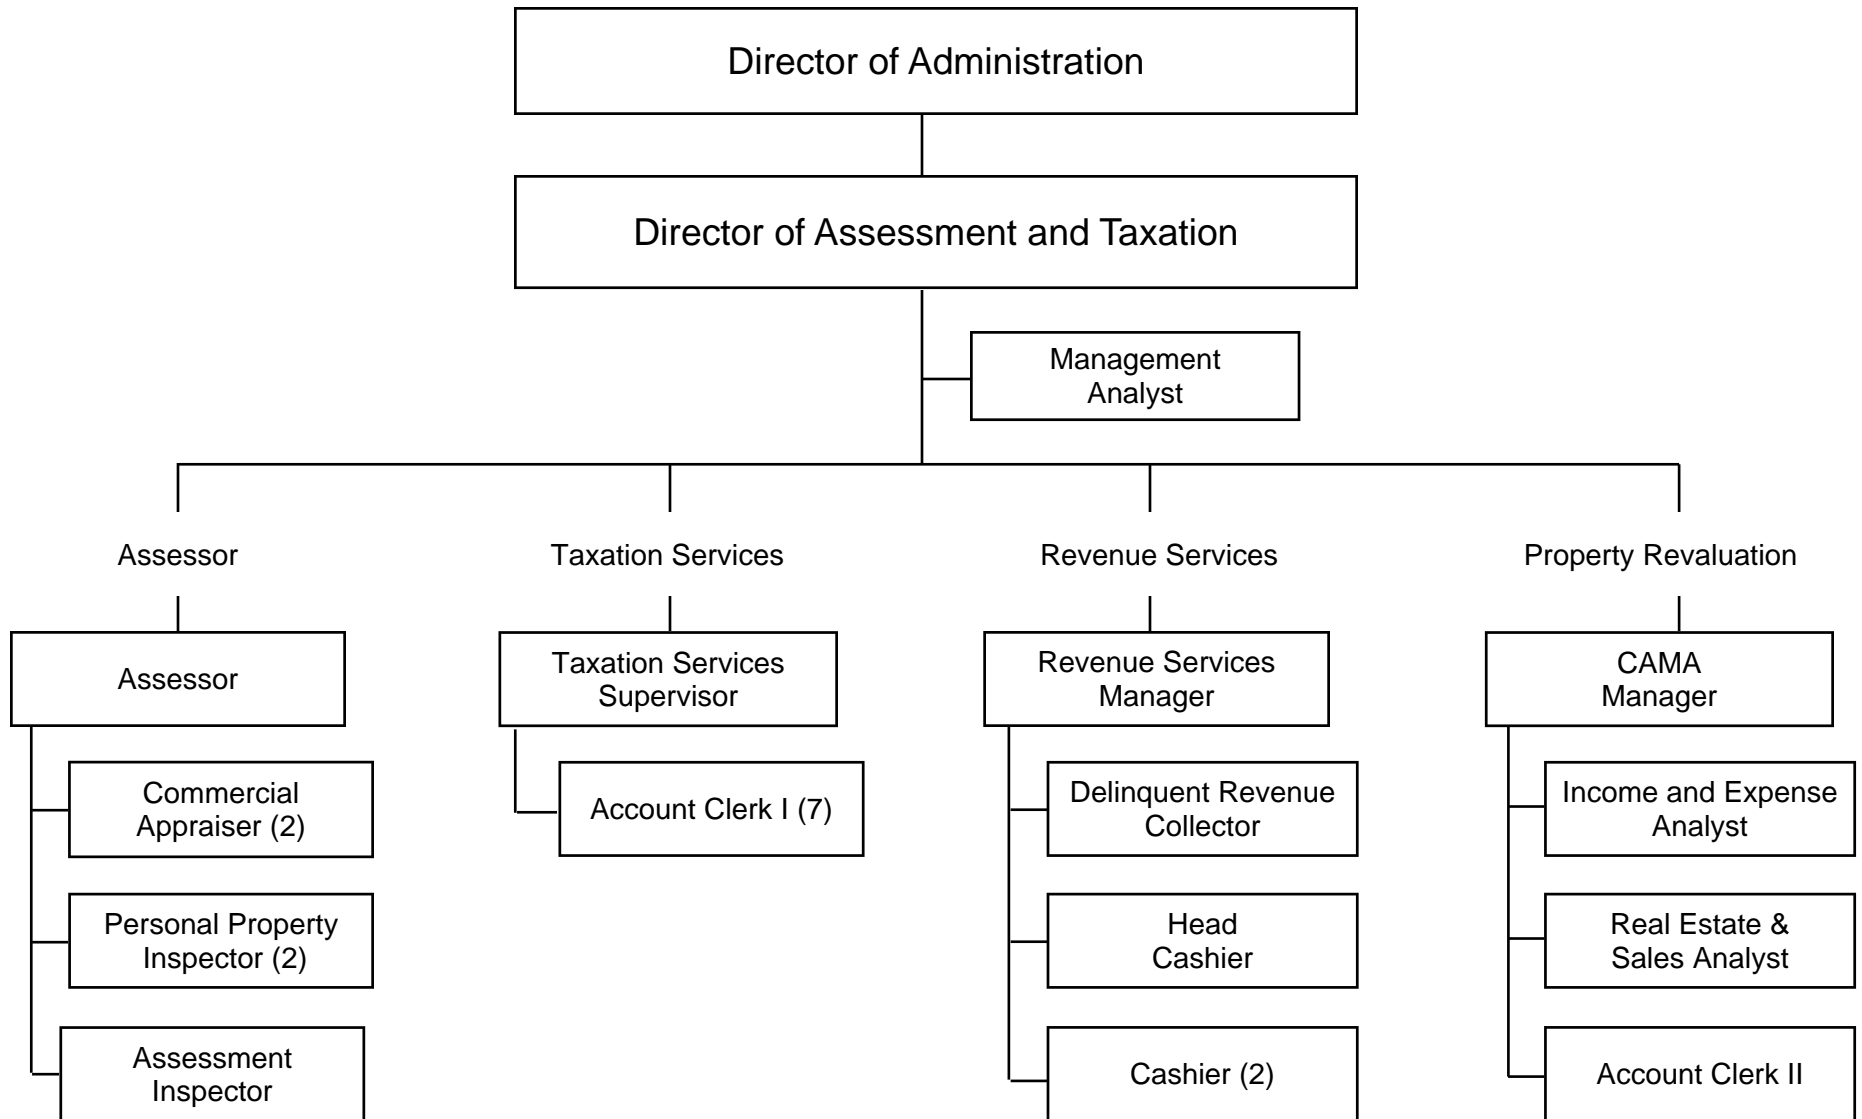 Director of Administration
Director of Assessment and Taxation
Management
Analyst
Assessor
Taxation Services
Revenue Services
Property Revaluation
Assessor
Taxation Services
Supervisor
Revenue Services
Manager
CAMA
Manager
Commercial
Appraiser (2)
Account Clerk I (7)
Delinquent Revenue
Collector
Income and Expense
Analyst
Personal Property
Inspector (2)
Head
Cashier
Real Estate &
Sales Analyst
Assessment
Inspector
Cashier (2)
Account Clerk II